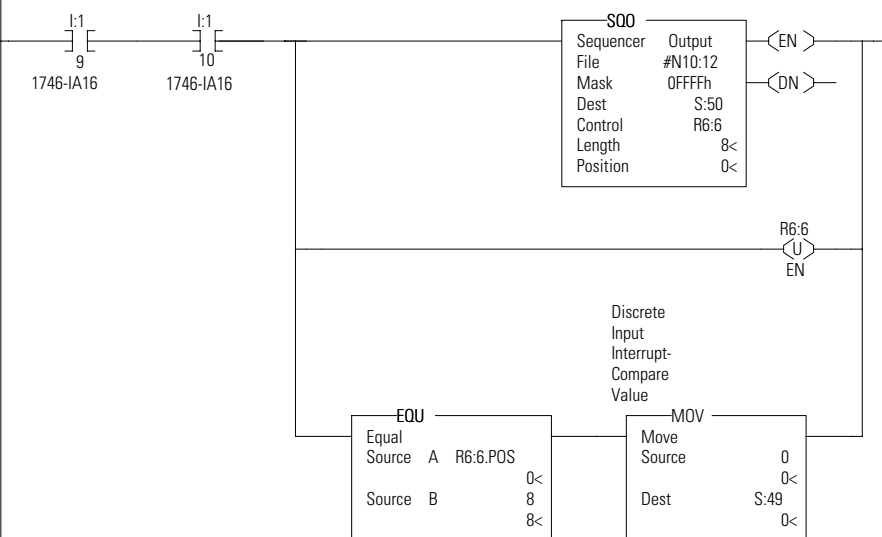 I:1
9
1746-IA16
I:1
10
1746-IA16
SQO
Sequencer Output
File #N10:12
Mask 0FFFFh
Dest S:50
Control R6:6
Length 8<
Position 0<
EN
DN
R6:6
U
EN
Discrete
Input
Interrupt-
Compare
Value
EQU
Equal
Source A R6:6.POS
0<
Source B 8
8<
MOV
Move
Source 0
0<
Dest S:49
0<